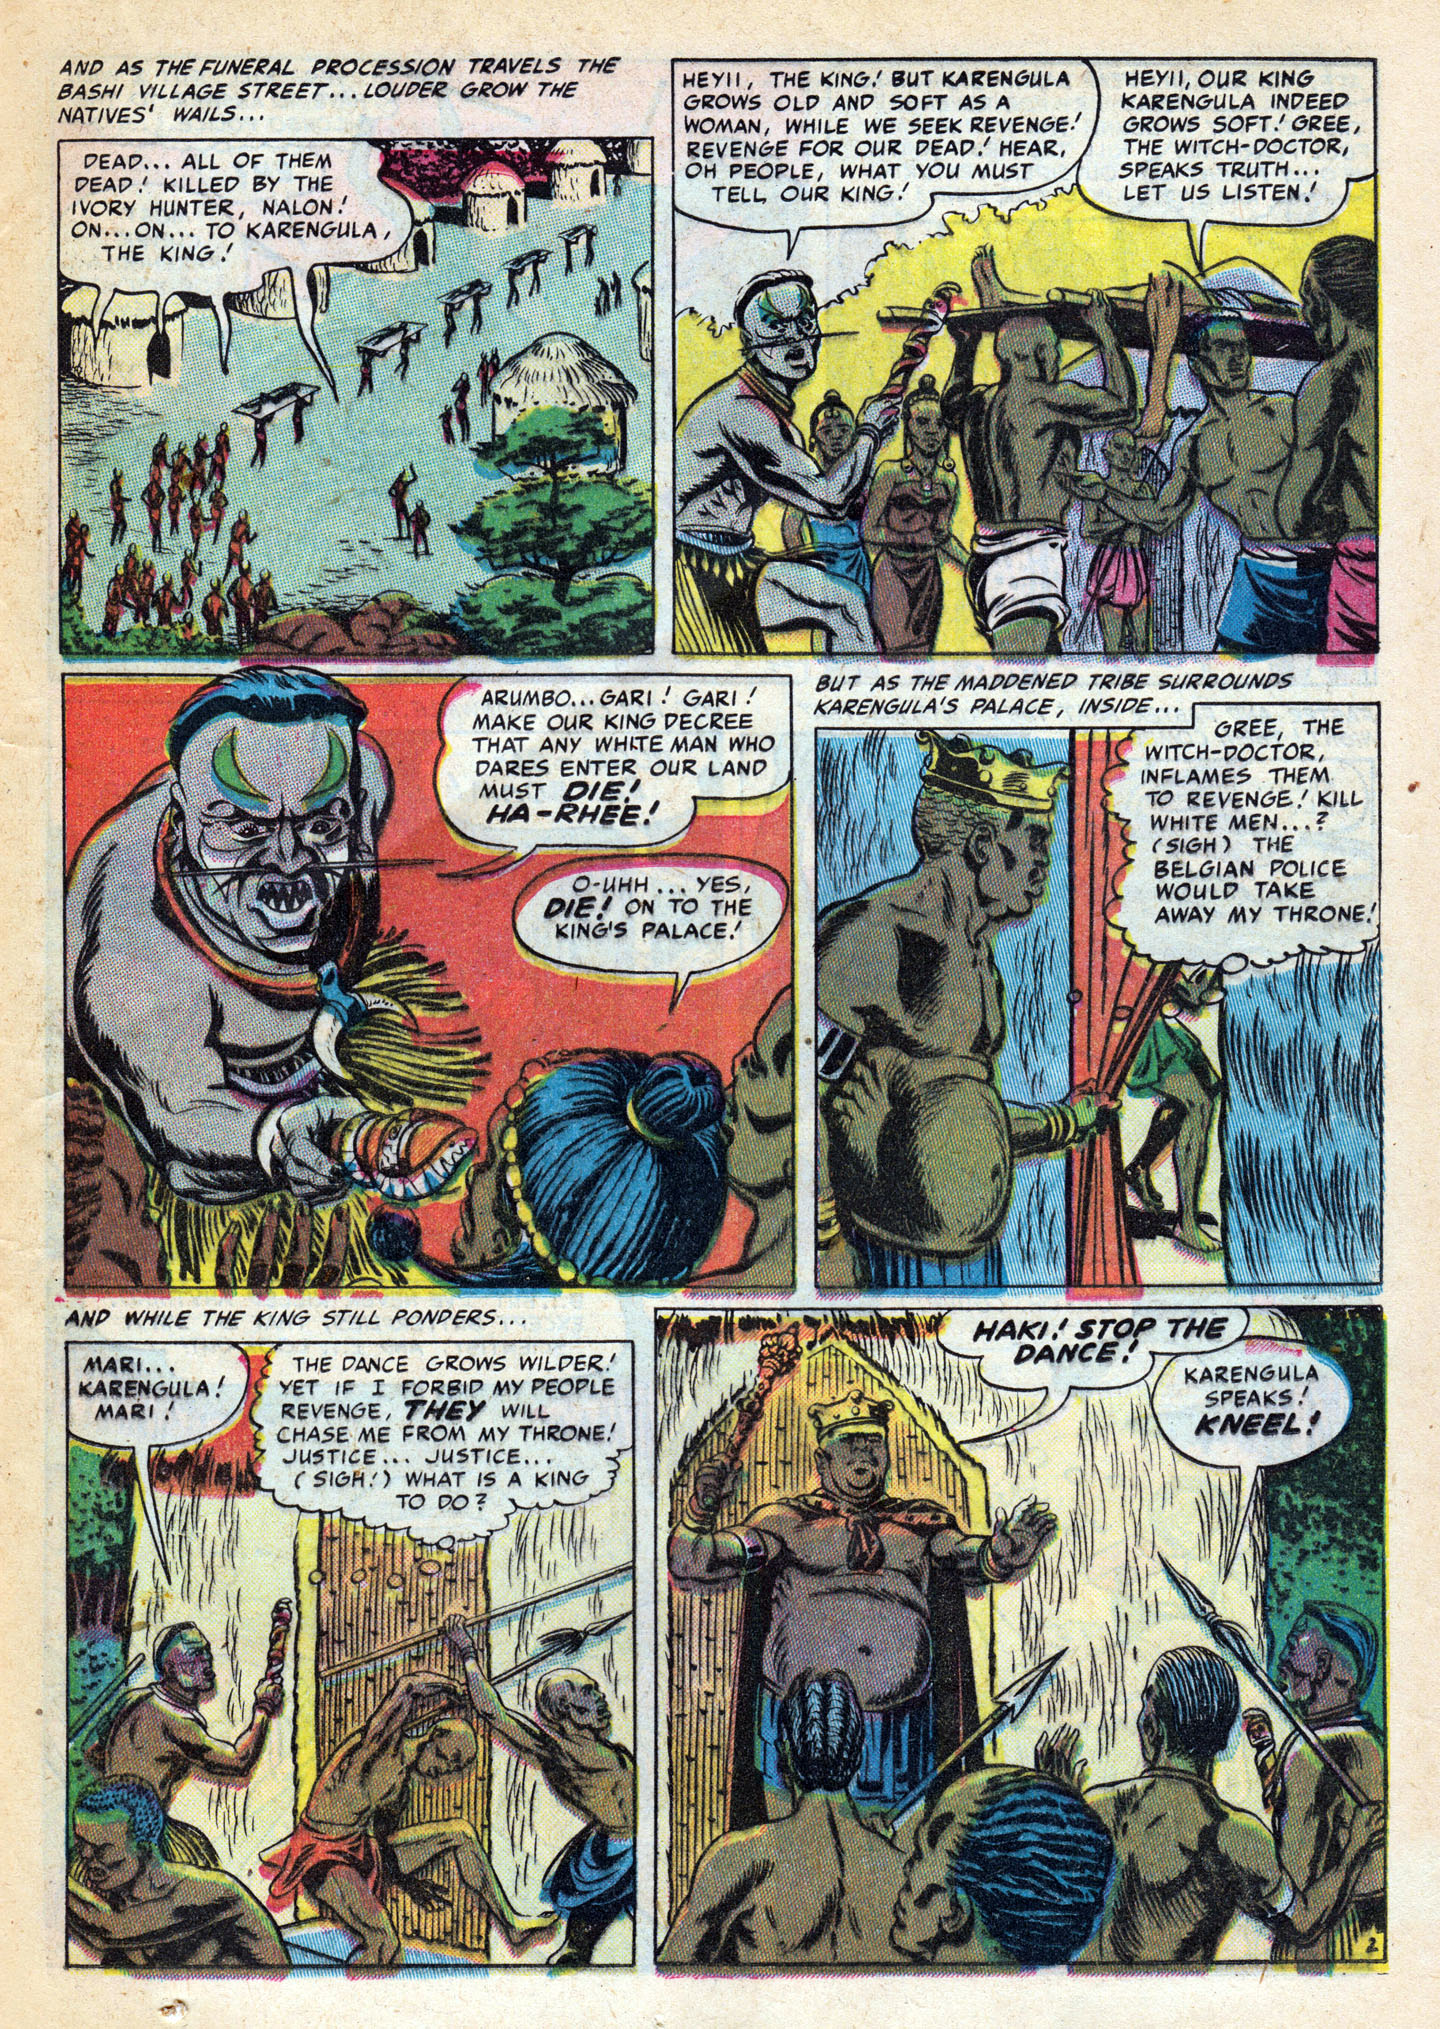 AND AS THE FUNERAL PROCESSION TRAVELS THE
BASHI VILLAGE STREET... LOUDER GROW THE
NATIVES' WAILS...
DEAD... ALL OF THEM
DEAD! KILLED BY THE
IVORY HUNTER, NALON!
ON... ON... TO KARENGULA,
THE KING!
HEYII, THE KING! BUT KARENGULA
GROWS OLD AND SOFT AS A
WOMAN, WHILE WE SEEK REVENGE!
REVENGE FOR OUR DEAD! HEAR,
OH PEOPLE, WHAT YOU MUST
TELL OUR KING!
HEYII, OUR KING
KARENGULA INDEED
GROWS SOFT! GREE,
THE WITCH-DOCTOR,
SPEAKS TRUTH...
LET US LISTEN!
ARUMBO... GARI! GARI!
MAKE OUR KING DECREE
THAT ANY WHITE MAN WHO
DARES ENTER OUR LAND
MUST DIE!
HA-RHEE!
O-UHH... YES,
DIE! ON TO THE
KING'S PALACE!
BUT AS THE MADDENED TRIBE SURROUNDS
KARENGULA'S PALACE, INSIDE...
GREE, THE
WITCH-DOCTOR,
INFLAMES THEM
TO REVENGE! KILL
WHITE MEN...?
(SIGH) THE
BELGIAN POLICE
WOULD TAKE
AWAY MY THRONE!
AND WHILE THE KING STILL PONDERS...
MARI...
KARENGULA!
MARI!
THE DANCE GROWS WILDER!
YET IF I FORBID MY PEOPLE
REVENGE, THEY WILL
CHASE ME FROM MY THRONE!
JUSTICE... JUSTICE...
(SIGH!) WHAT IS A KING
TO DO?
HAKI! STOP THE
DANCE!
KARENGULA
SPEAKS!
KNEEL!
2